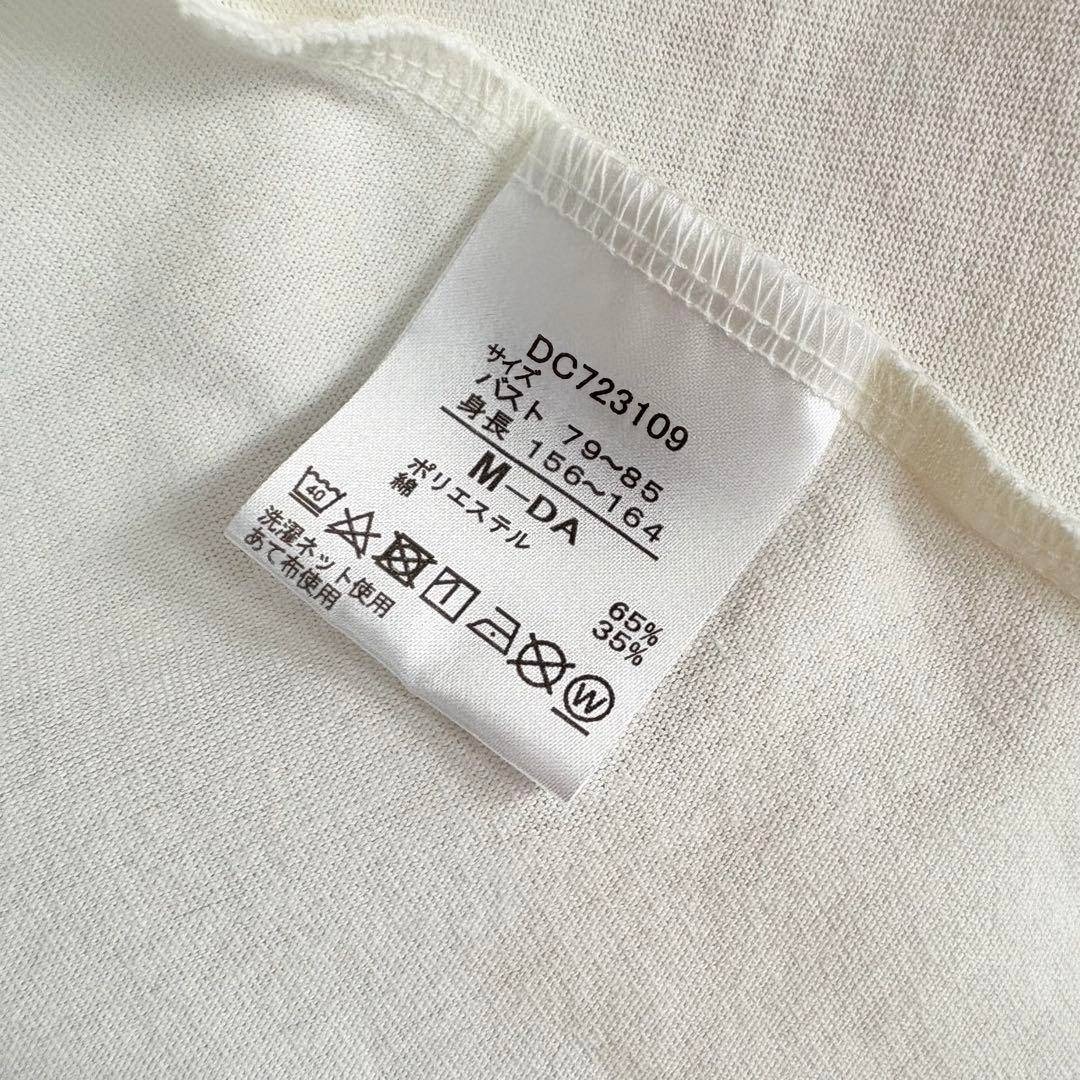 DC723109
サイズ
バスト 79〜85
身長 156〜164
M−DA
ポリエステル 65%
綿 35%
40 W
洗濯ネット使用
あて布使用